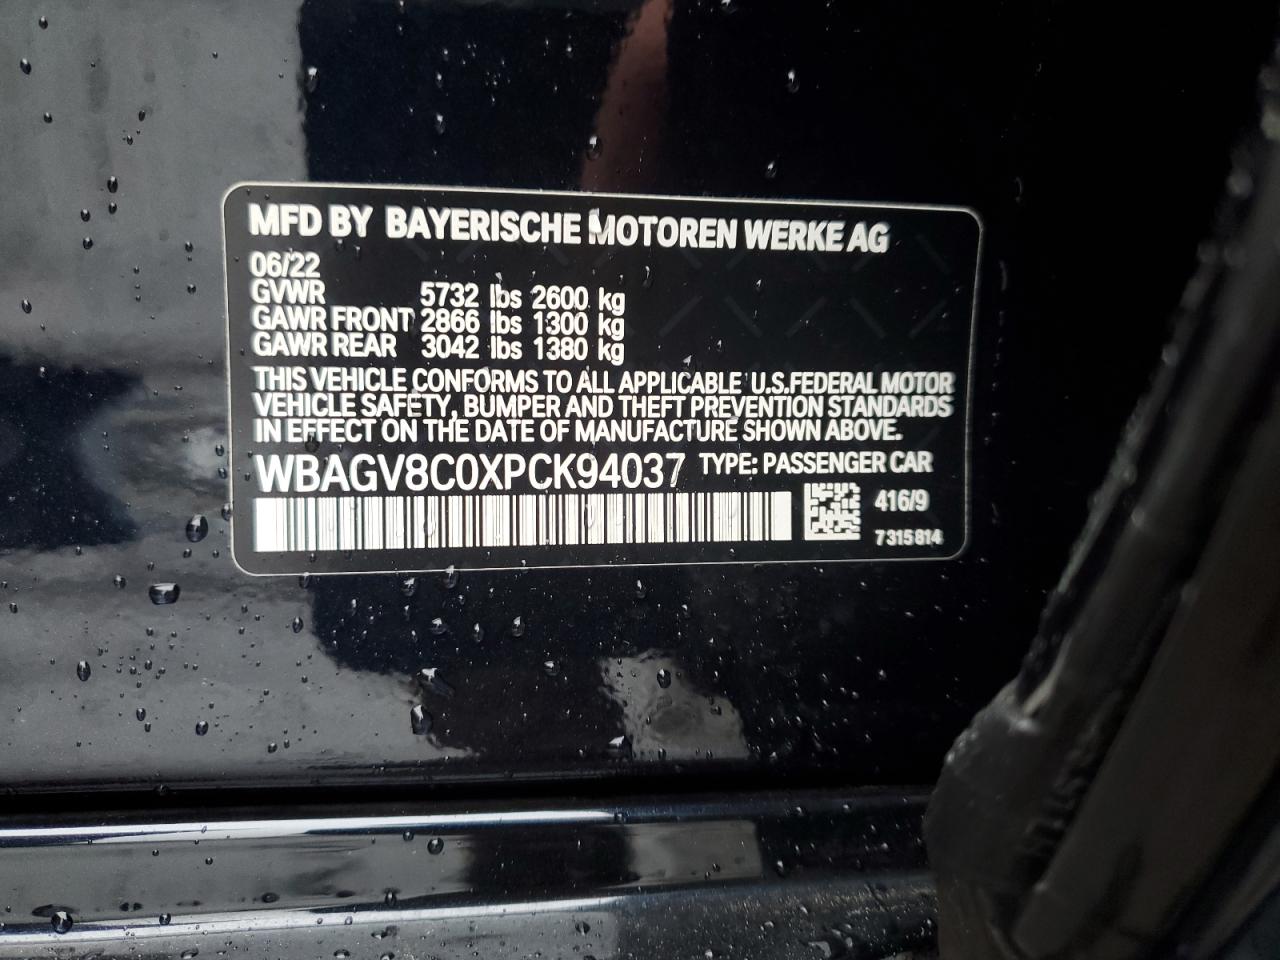 MFD BY BAYERISCHE MOTOREN WERKE AG
06/22
GVWR 5732 lbs 2600 kg
GAWR FRONT 2866 lbs 1300 kg
GAWR REAR 3042 lbs 1380 kg
THIS VEHICLE CONFORMS TO ALL APPLICABLE U.S.FEDERAL MOTOR
VEHICLE SAFETY, BUMPER AND THEFT PREVENTION STANDARDS
IN EFFECT ON THE DATE OF MANUFACTURE SHOWN ABOVE.
WBAGV8C0XPCK94037 TYPE: PASSENGER CAR
416/9
7315814